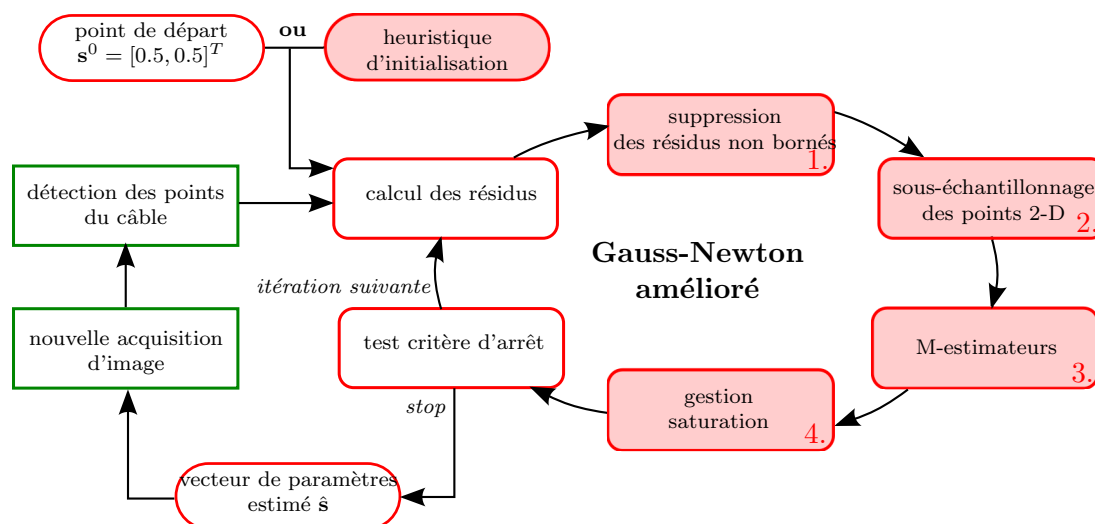 point de départ
s⁰ = [0.5, 0.5]ᵀ
ou
heuristique
d'initialisation
suppression
des résidus non bornés
1.
détection des points
du câble
calcul des résidus
sous-échantillonnage
des points 2-D
2.
Gauss-Newton
amélioré
itération suivante
nouvelle acquisition
d'image
test critère d'arrêt
M-estimateurs
3.
stop
gestion
saturation
4.
vecteur de paramètres
estimé ŝ